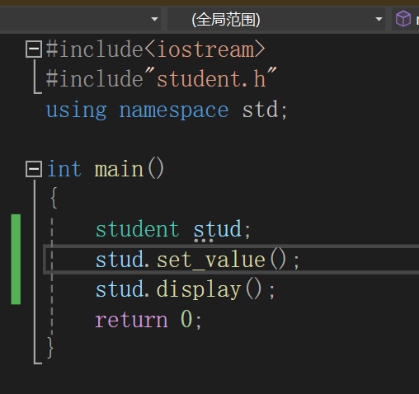 (全局范围)
#include<iostream>
#include"student.h"
using namespace std;
int main()
{
student stud;
stud.set_value();
stud.display();
return 0;
}